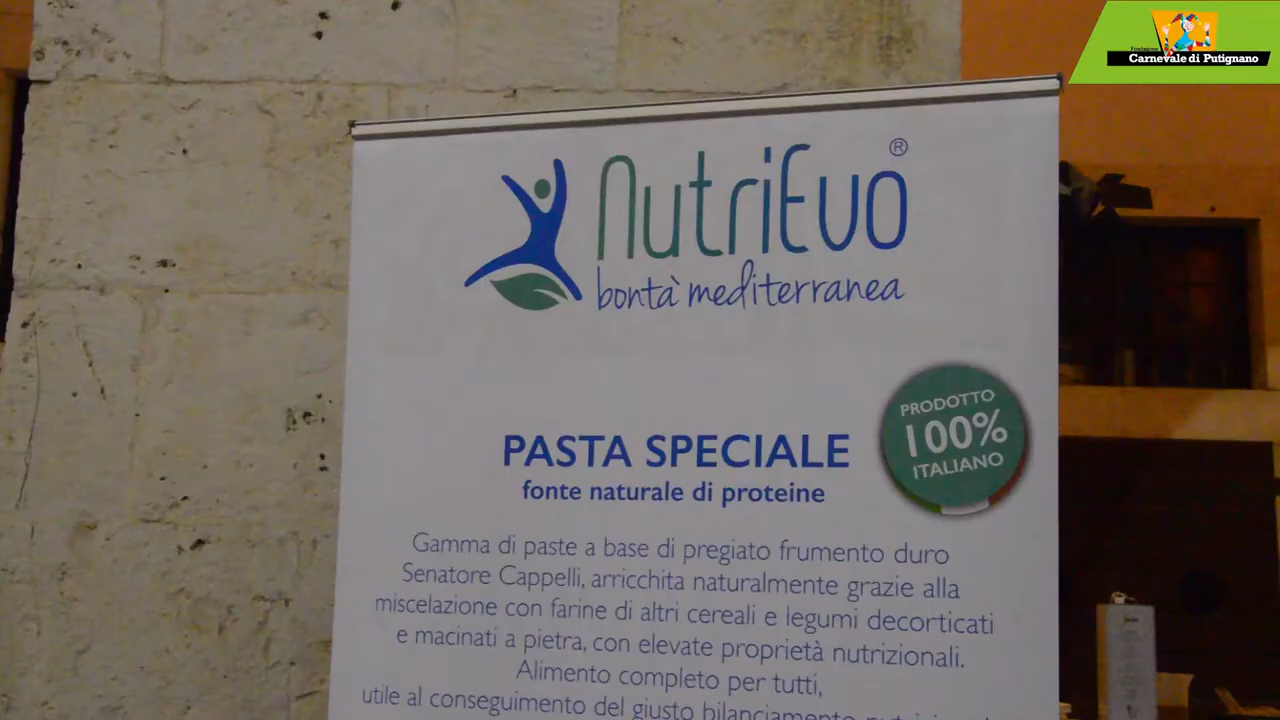 Fondazione
Carnevale di Putignano
NutriEvo®
bontà mediterranea
PRODOTTO
100%
ITALIANO
PASTA SPECIALE
fonte naturale di proteine
Gamma di paste a base di pregiato frumento duro
Senatore Cappelli, arricchita naturalmente grazie alla
miscelazione con farine di altri cereali e legumi decorticati
e macinati a pietra, con elevate proprietà nutrizionali.
Alimento completo per tutti,
utile al conseguimento del giusto bilanciamento